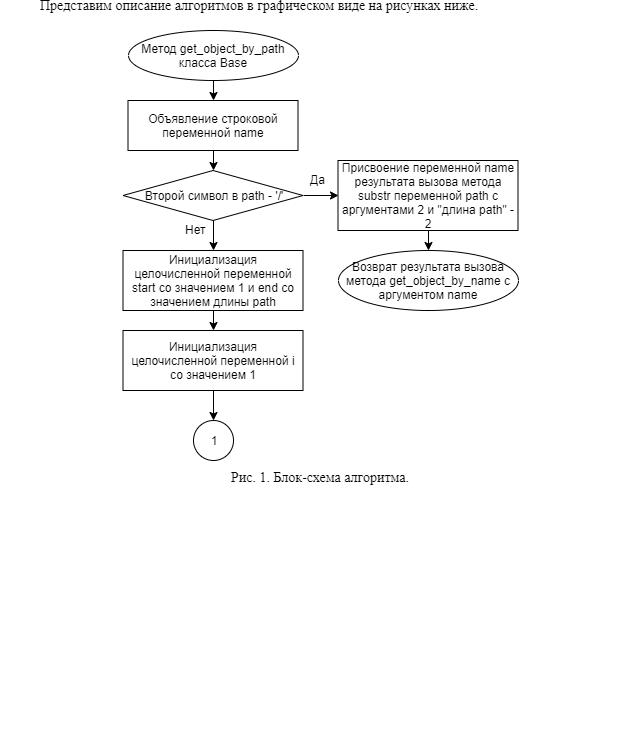 Представим описание алгоритмов в графическом виде на рисунках ниже.
Метод get_object_by_path
класса Base
Объявление строковой
переменной name
Второй символ в path - '/'
Да
Присвоение переменной name
результата вызова метода
substr переменной path с
аргументами 2 и "длина path" -
2
Нет
Возврат результата вызова
метода get_object_by_name с
аргументом name
Инициализация
целочисленной переменной
start со значением 1 и end со
значением длины path
Инициализация
целочисленной переменной i
со значением 1
1
Рис. 1. Блок-схема алгоритма.